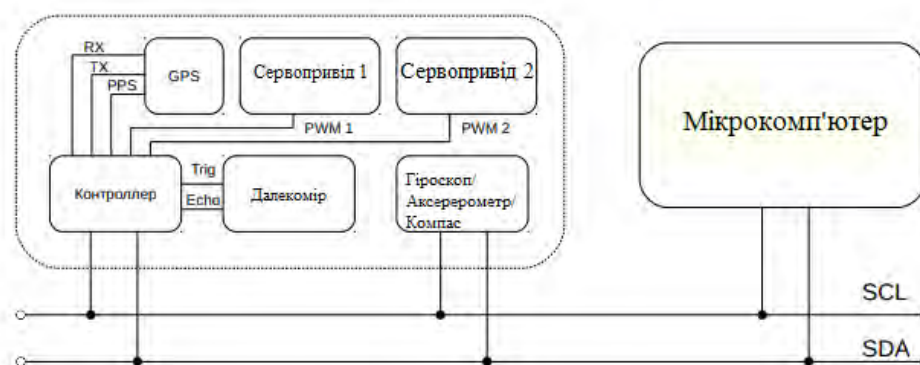 RX
TX
PPS
GPS
Сервопривід 1
Сервопривід 2
PWM 1
PWM 2
Мікрокомп'ютер
Контроллер
Trig
Echo
Далекомір
Гіроскоп/
Аксерерометр/
Компас
SCL
SDA